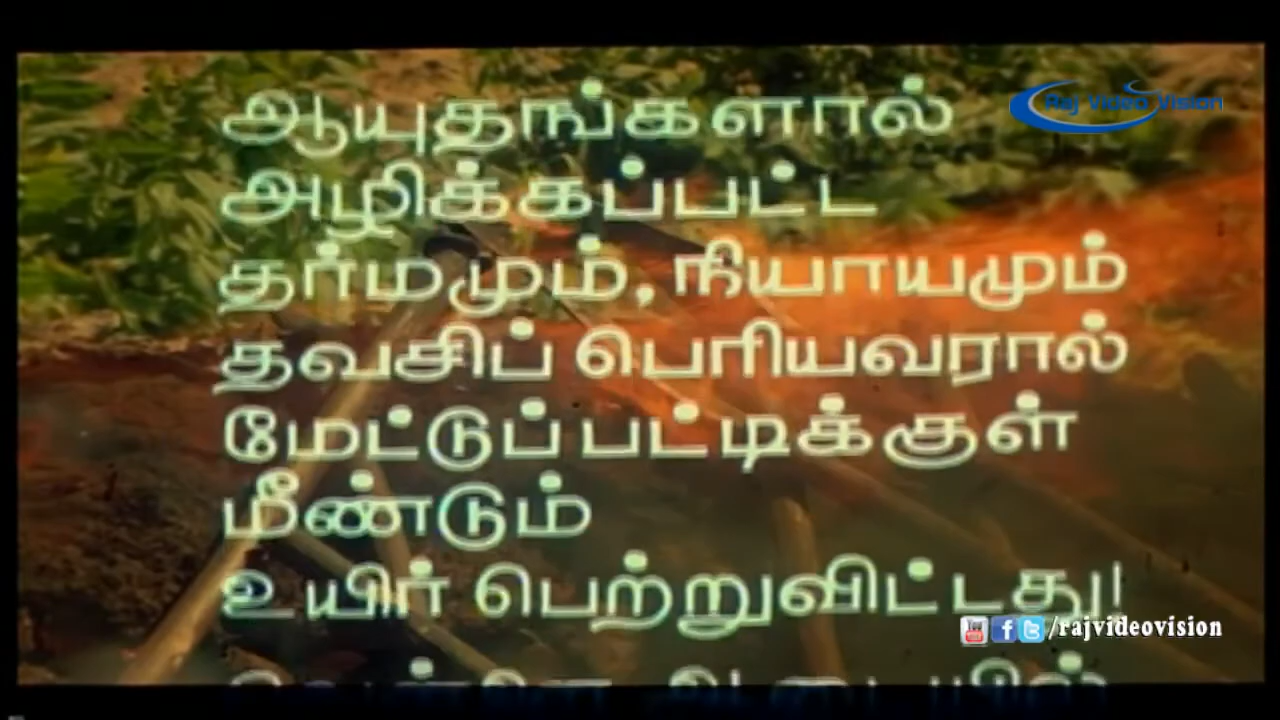 ஆயுதங்களால்
Raj Video Vision
அழிக்கப்பட்ட
தர்மமும், நியாயமும்
தவசிப் பெரியவரால்
மேட்டுப்பட்டிக்குள்
மீண்டும்
உயிர் பெற்றுவிட்டது!
/rajvideovision